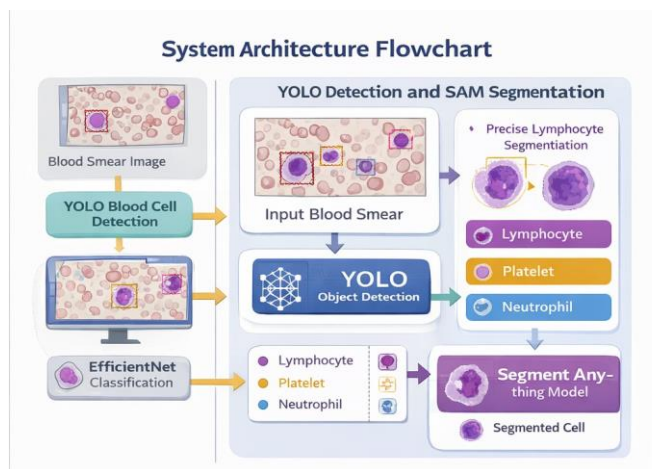 System Architecture Flowchart
Blood Smear Image
YOLO Blood Cell
Detection
EfficientNet
Classification
YOLO Detection and SAM Segmentation
Input Blood Smear
YOLO
Object Detection
Precise Lymphocyte
Segmentiation
Lymphocyte
Platelet
Neutrophil
Lymphocyte
Platelet
Neutrophil
Segment Any-
thing Model
Segmented Cell